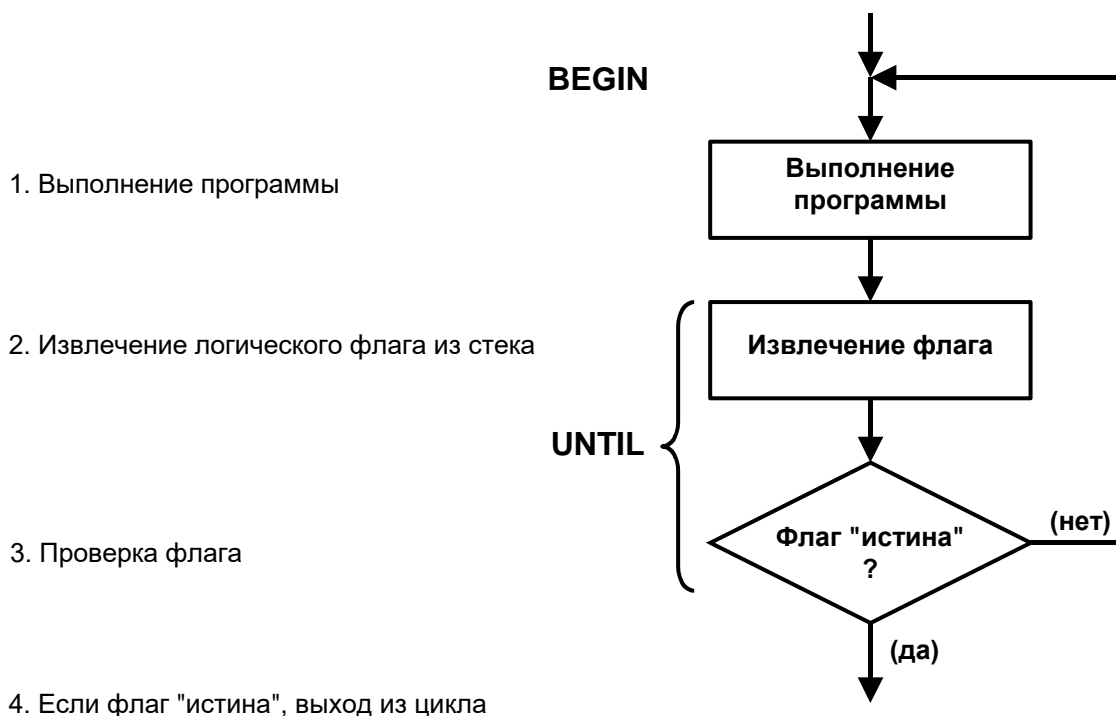 BEGIN
1. Выполнение программы
Выполнение
программы
2. Извлечение логического флага из стека
Извлечение флага
UNTIL
3. Проверка флага
Флаг "истина"
?
(нет)
(да)
4. Если флаг "истина", выход из цикла